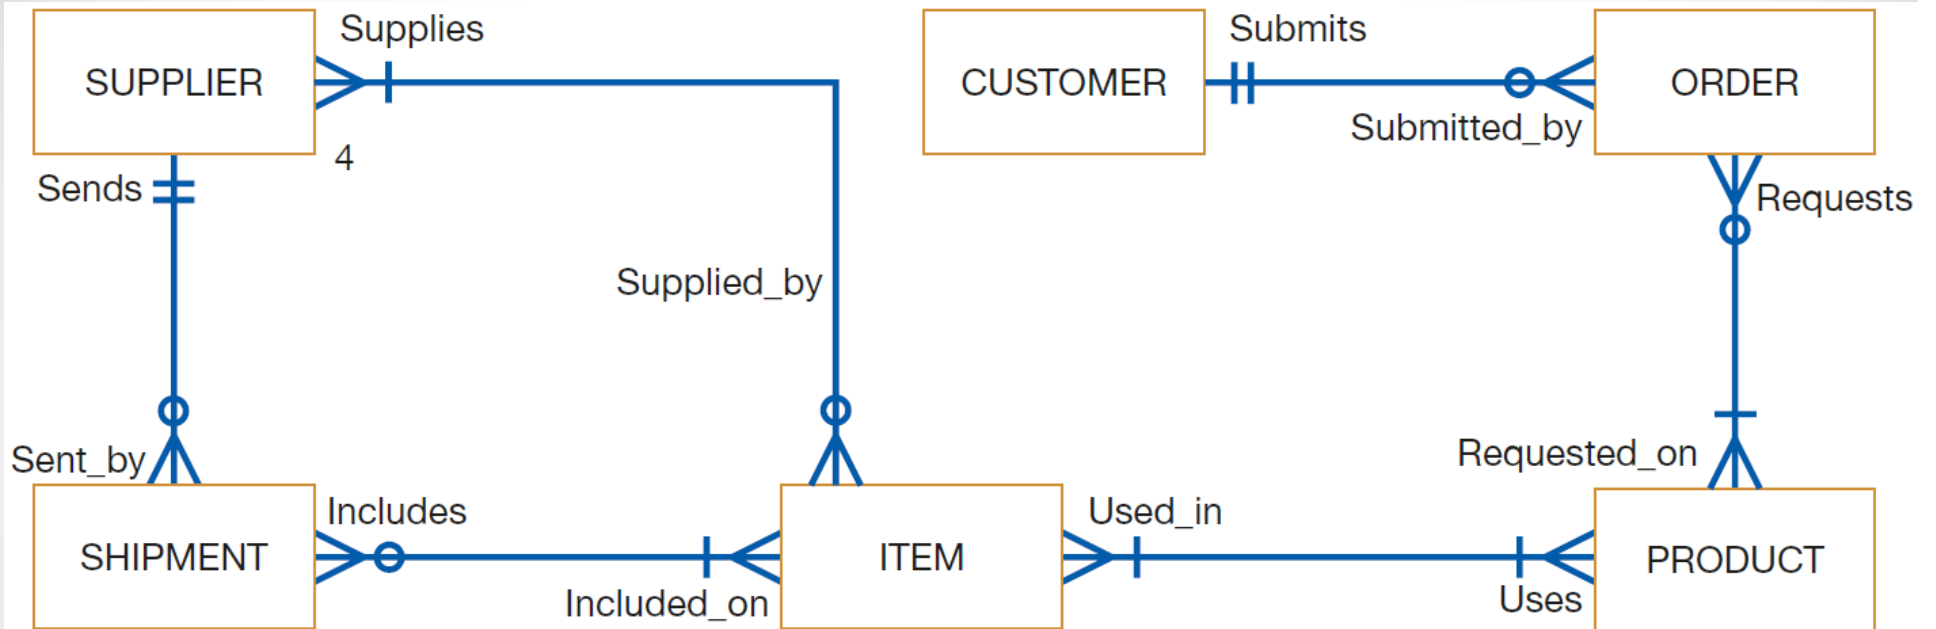 Supplies
Submits
SUPPLIER
CUSTOMER
ORDER
Submitted_by
4
Sends
Requests
Supplied_by
Sent_by
Requested_on
Includes
Used_in
SHIPMENT
ITEM
PRODUCT
Included_on
Uses